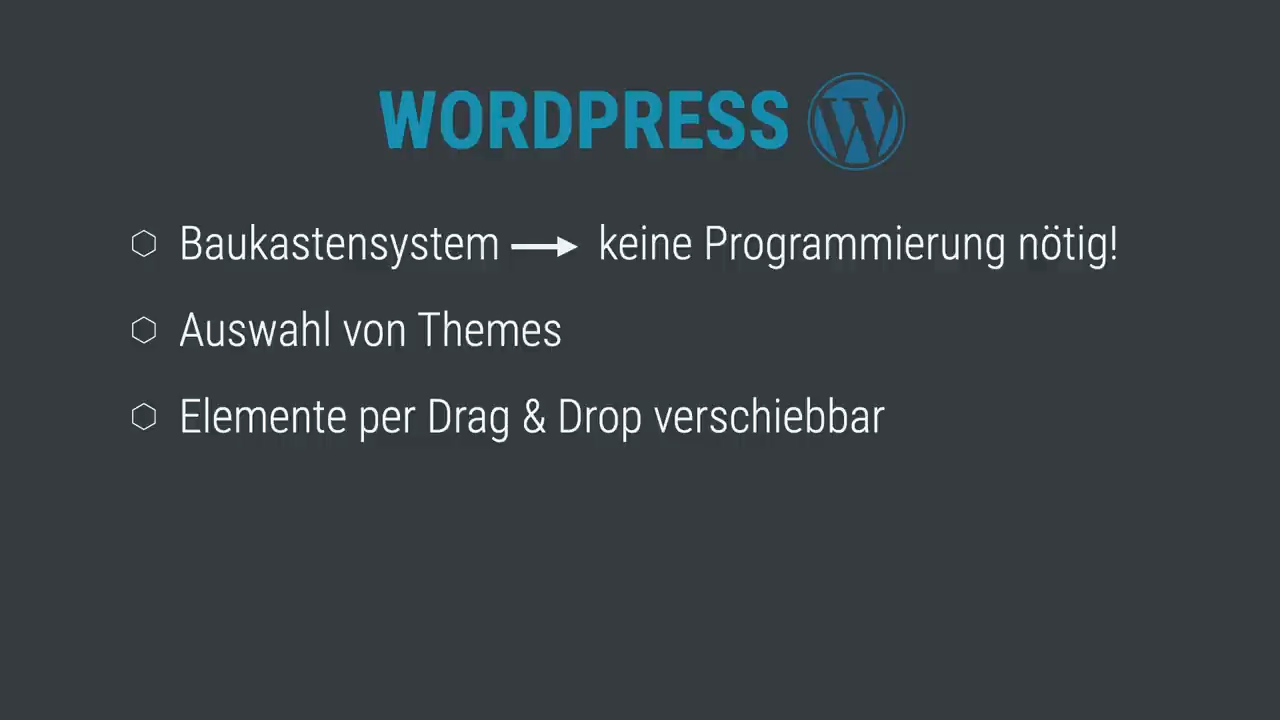 WORDPRESS
Baukastensystem → keine Programmierung nötig!
Auswahl von Themes
Elemente per Drag & Drop verschiebbar